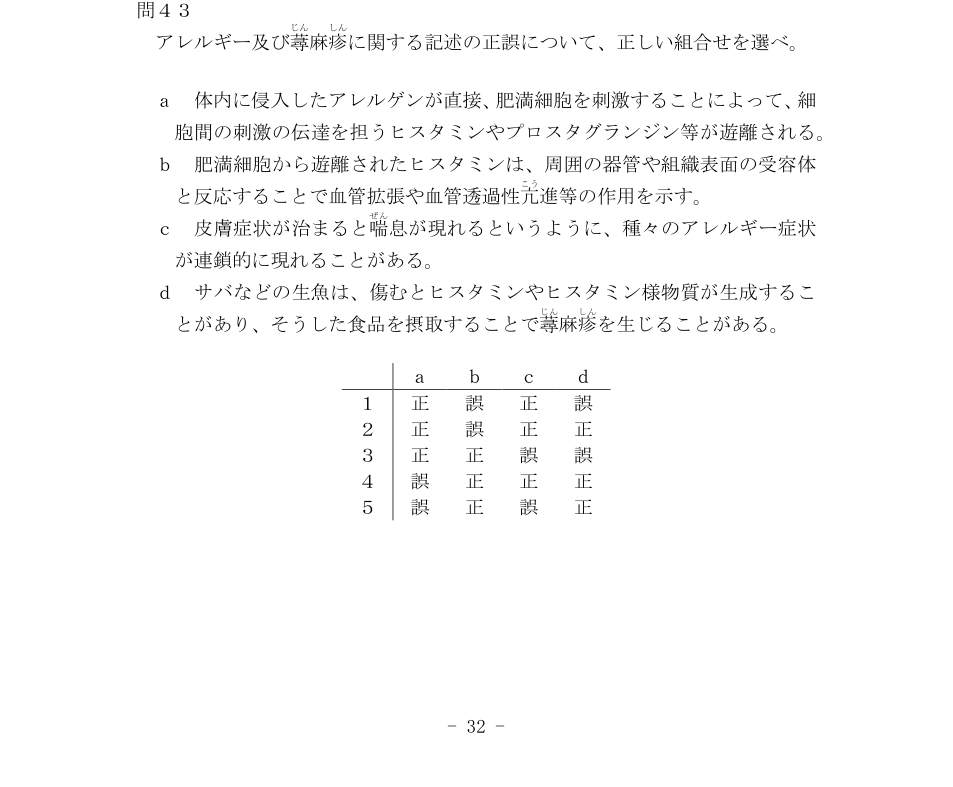 問４３
アレルギー及び蕁麻疹に関する記述の正誤について、正しい組合せを選べ。
じん しん
a 体内に侵入したアレルゲンが直接、肥満細胞を刺激することによって、細
胞間の刺激の伝達を担うヒスタミンやプロスタグランジン等が遊離される。
b 肥満細胞から遊離されたヒスタミンは、周囲の器管や組織表面の受容体
と反応することで血管拡張や血管透過性亢進等の作用を示す。
こう
c 皮膚症状が治まると喘息が現れるというように、種々のアレルギー症状
ぜん
が連鎖的に現れることがある。
d サバなどの生魚は、傷むとヒスタミンやヒスタミン様物質が生成するこ
とがあり、そうした食品を摂取することで蕁麻疹を生じることがある。
じん しん
a b c d
1 正 誤 正 誤
2 正 誤 正 正
3 正 正 誤 誤
4 誤 正 正 正
5 誤 正 誤 正
- 32 -